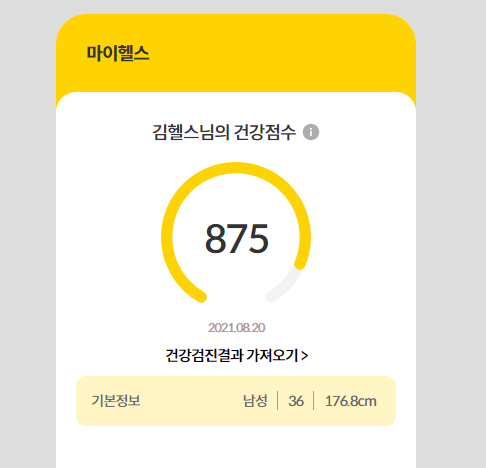 마이헬스
김헬스님의 건강점수
875
2021.08.20
건강검진결과 가져오기 >
기본정보 남성 | 36 | 176.8cm